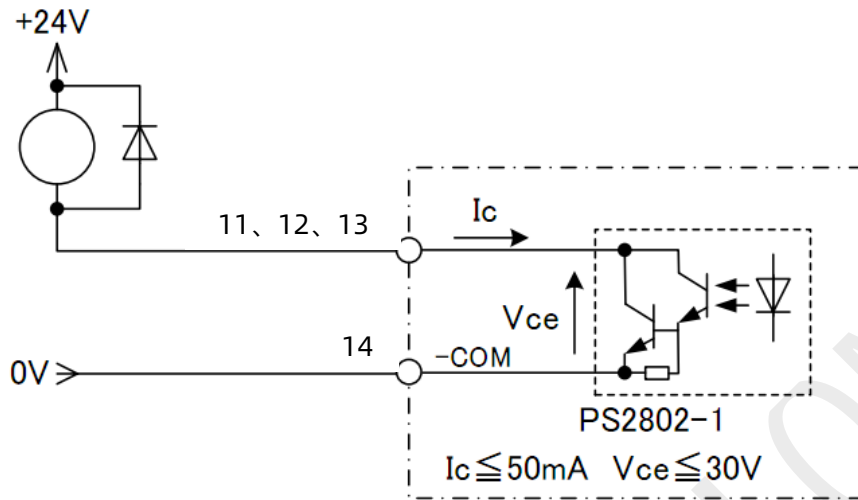 +24V
11、12、13
Ic
Vce
14
-COM
0V
PS2802-1
Ic≦50mA Vce≦30V